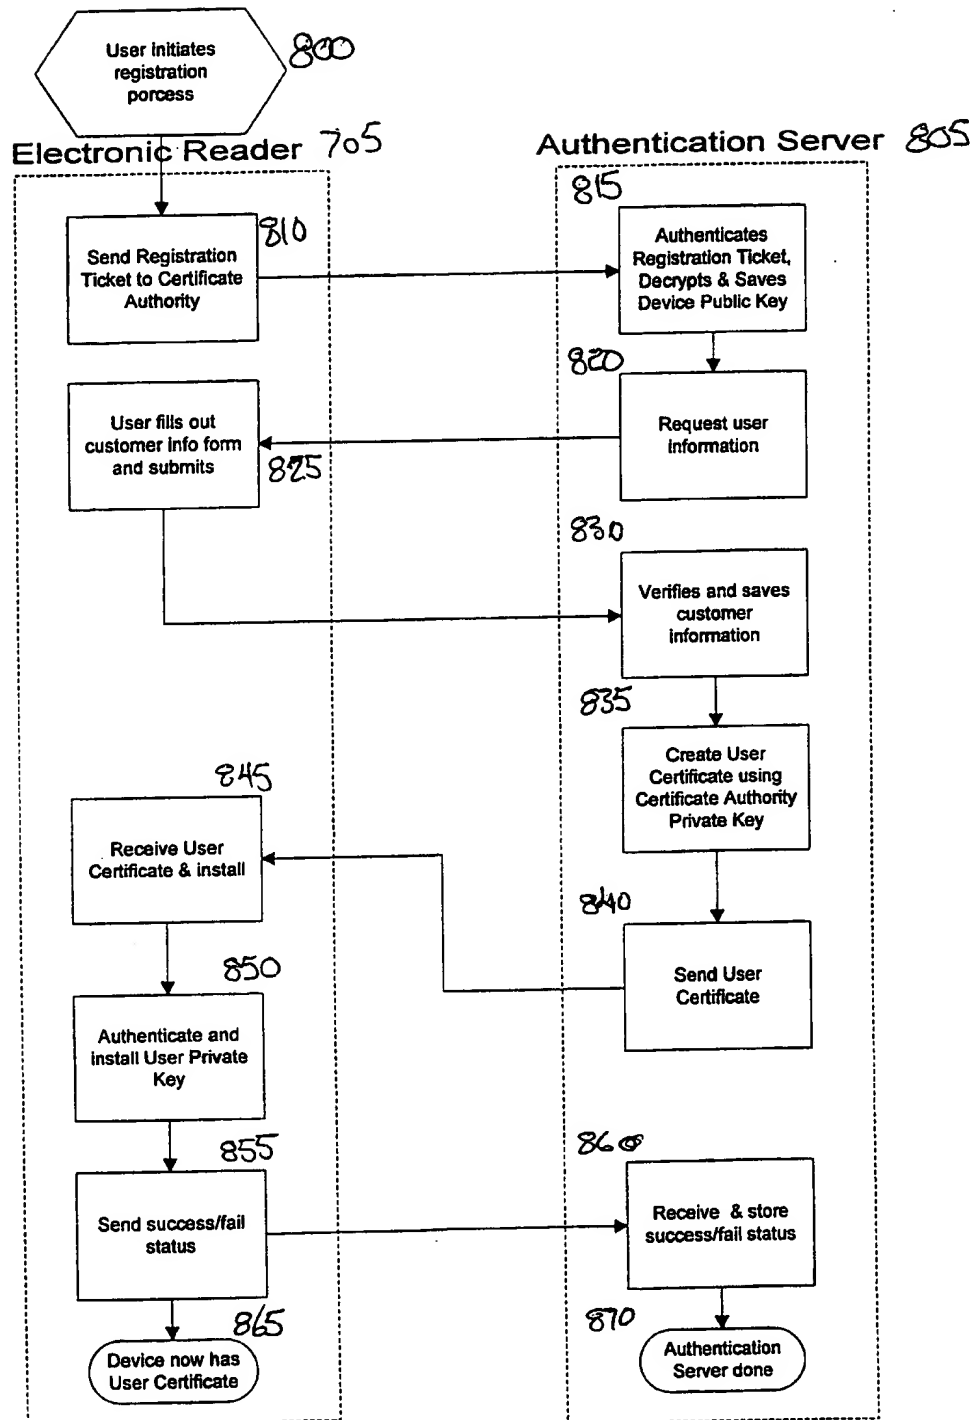 User initiates
registration
porcess
800
Electronic Reader 705
Authentication Server 805
810
Send Registration
Ticket to Certificate
Authority
815
Authenticates
Registration Ticket,
Decrypts & Saves
Device Public Key
820
Request user
information
User fills out
customer info form
and submits
825
830
Verifies and saves
customer
information
835
Create User
Certificate using
Certificate Authority
Private Key
840
Send User
Certificate
845
Receive User
Certificate & install
850
Authenticate and
install User Private
Key
855
Send success/fail
status
860
Receive & store
success/fail status
865
Device now has
User Certificate
870
Authentication
Server done